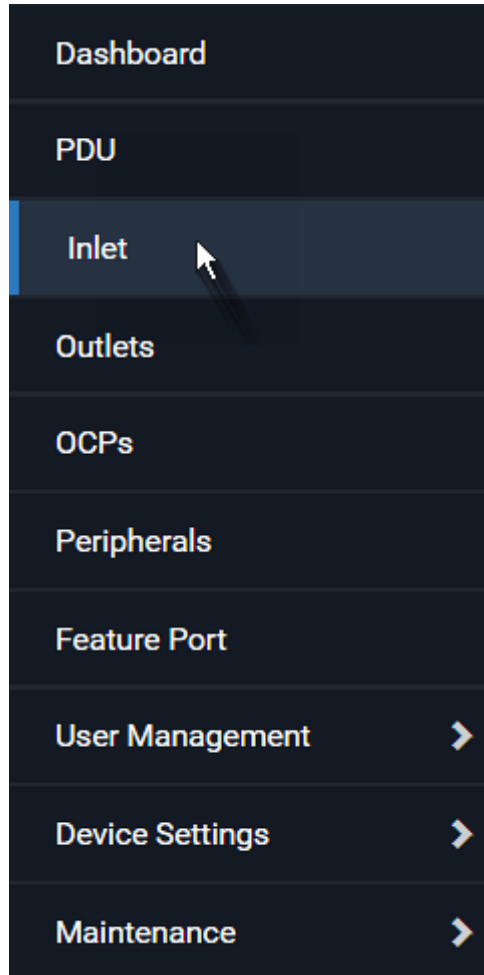 Dashboard
PDU
Inlet
Outlets
OCPs
Peripherals
Feature Port
User Management
Device Settings
Maintenance